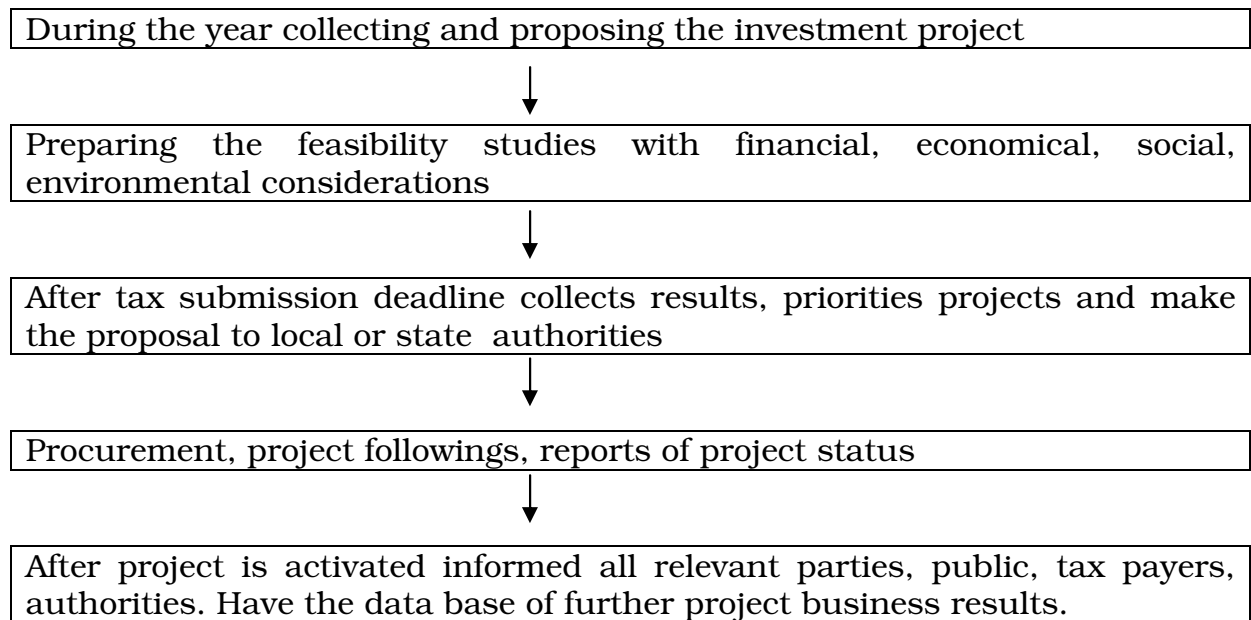 During the year collecting and proposing the investment project
Preparing the feasibility studies with financial, economical, social,
environmental considerations
After tax submission deadline collects results, priorities projects and make
the proposal to local or state authorities
Procurement, project followings, reports of project status
After project is activated informed all relevant parties, public, tax payers,
authorities. Have the data base of further project business results.